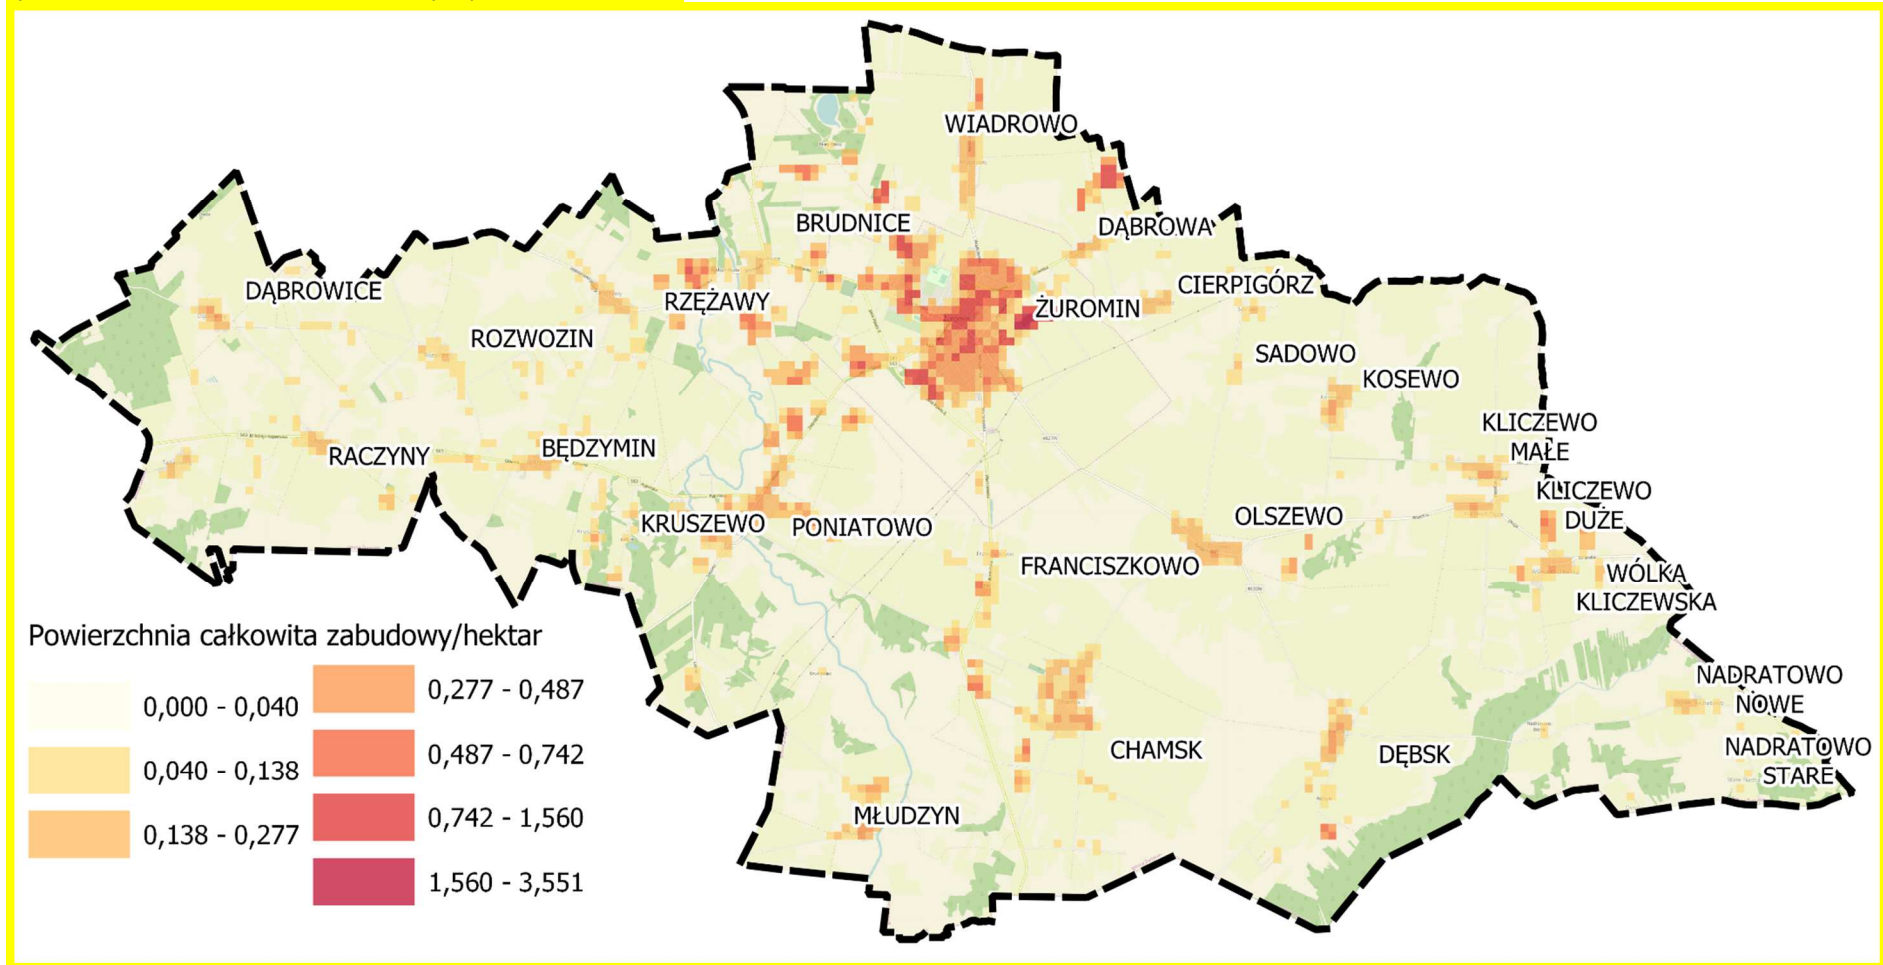 WIADROWO
BRUDNICE
DĄBROWA
CIERPIGÓRZ
DĄBROWICE
RZĘŻAWY
ŻUROMIN
ROZWOZIN
SADOWO
KOSEWO
KLICZEWO
MAŁE
RACZYNY
BĘDZYMIN
KLICZEWO
DUŻE
KRUSZEWO
PONIATOWO
OLSZEWO
FRANCISZKOWO
WÓLKA
KLICZEWSKA
NADRATOWO
NOWE
CHAMSK
DĘBSK
NADRATOWO
STARE
MŁUDZYN
Powierzchnia całkowita zabudowy/hektar
0,000 - 0,040
0,040 - 0,138
0,138 - 0,277
0,277 - 0,487
0,487 - 0,742
0,742 - 1,560
1,560 - 3,551